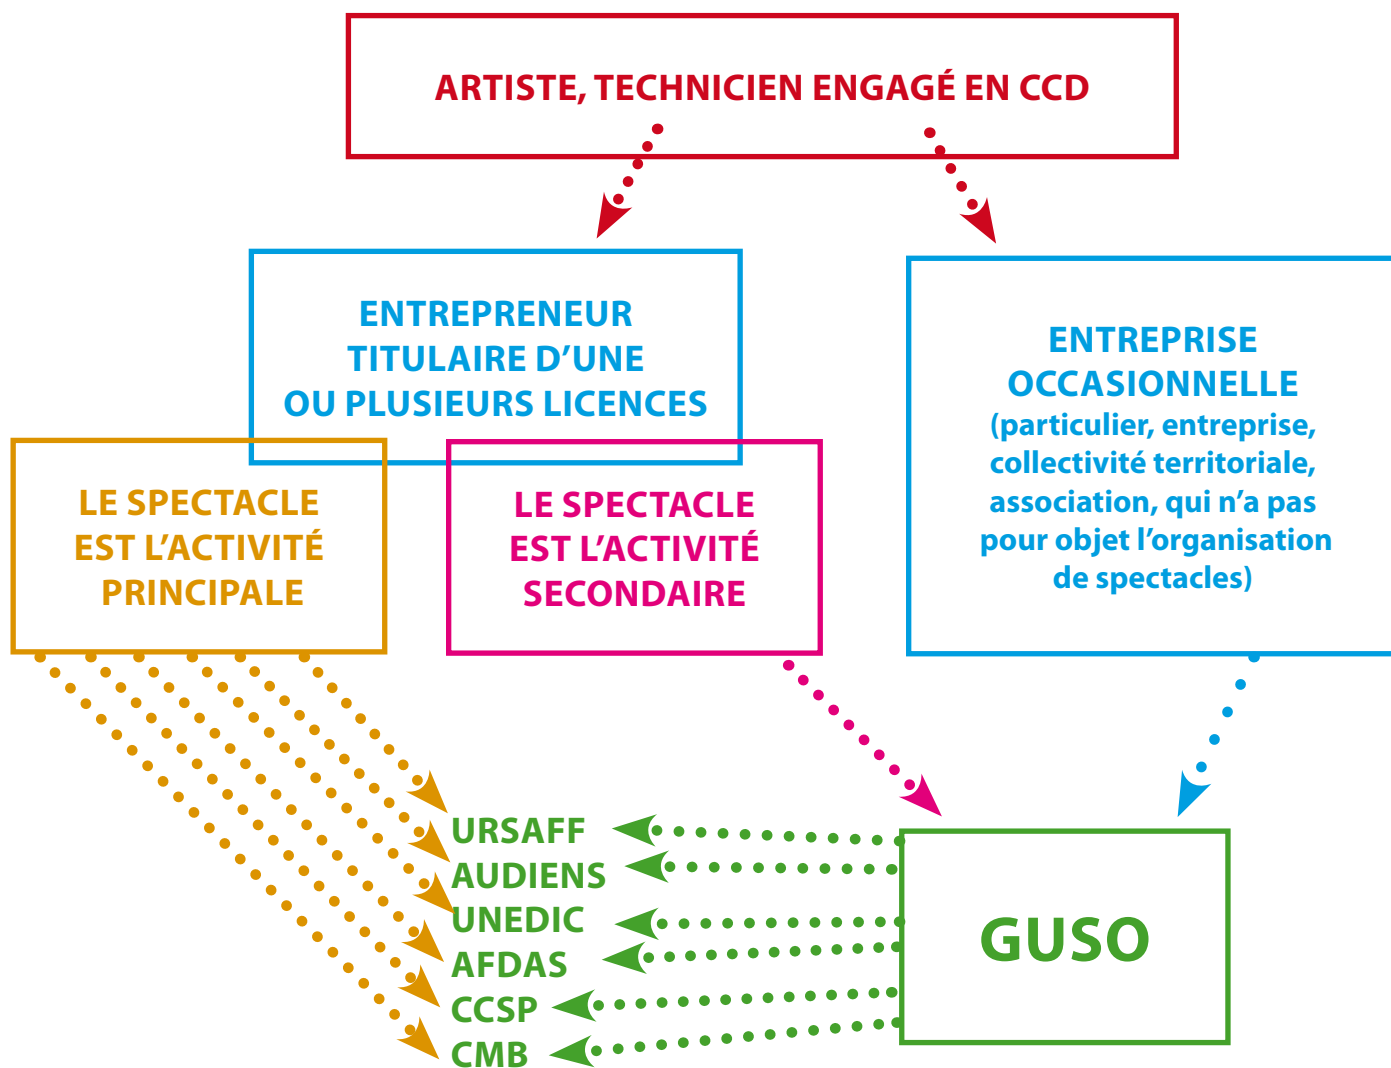 ARTISTE, TECHNICIEN ENGAGÉ EN CCD
ENTREPRENEUR
TITULAIRE D’UNE
OU PLUSIEURS LICENCES
ENTREPRISE
OCCASIONNELLE
(particulier, entreprise,
collectivité territoriale,
association, qui n’a pas
pour objet l’organisation
de spectacles)
LE SPECTACLE
EST L’ACTIVITÉ
PRINCIPALE
LE SPECTACLE
EST L’ACTIVITÉ
SECONDAIRE
URSAFF
AUDIENS
UNEDIC
AFDAS
CCSP
CMB
GUSO